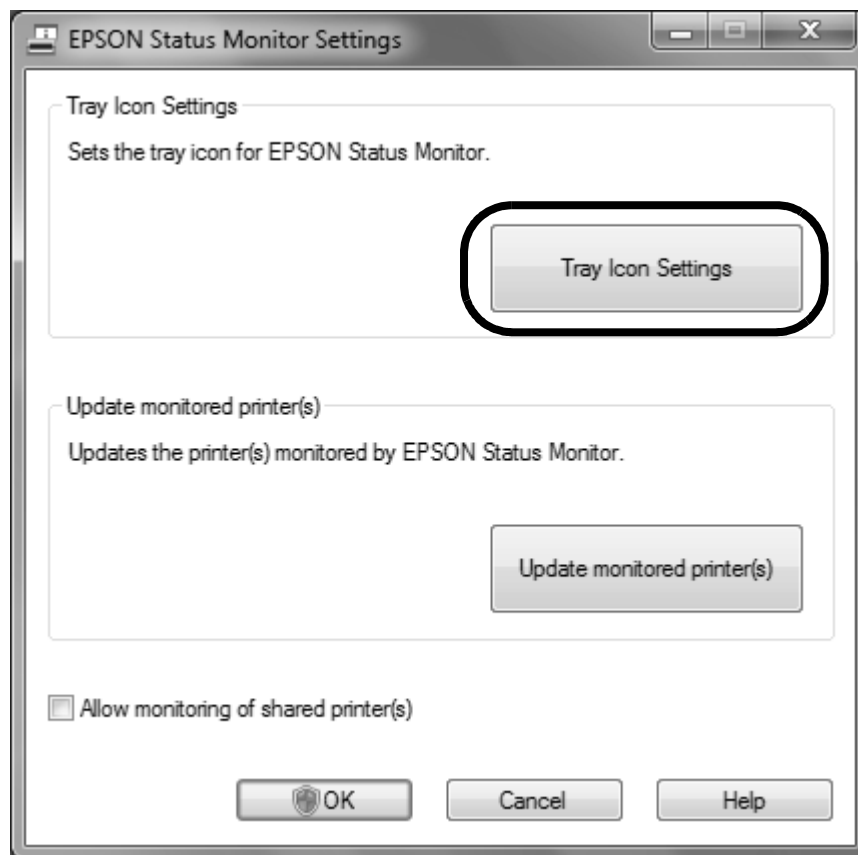 EPSON Status Monitor Settings
Tray Icon Settings
Sets the tray icon for EPSON Status Monitor.
Tray Icon Settings
Update monitored printer(s)
Updates the printer(s) monitored by EPSON Status Monitor.
Update monitored printer(s)
Allow monitoring of shared printer(s)
OK Cancel Help